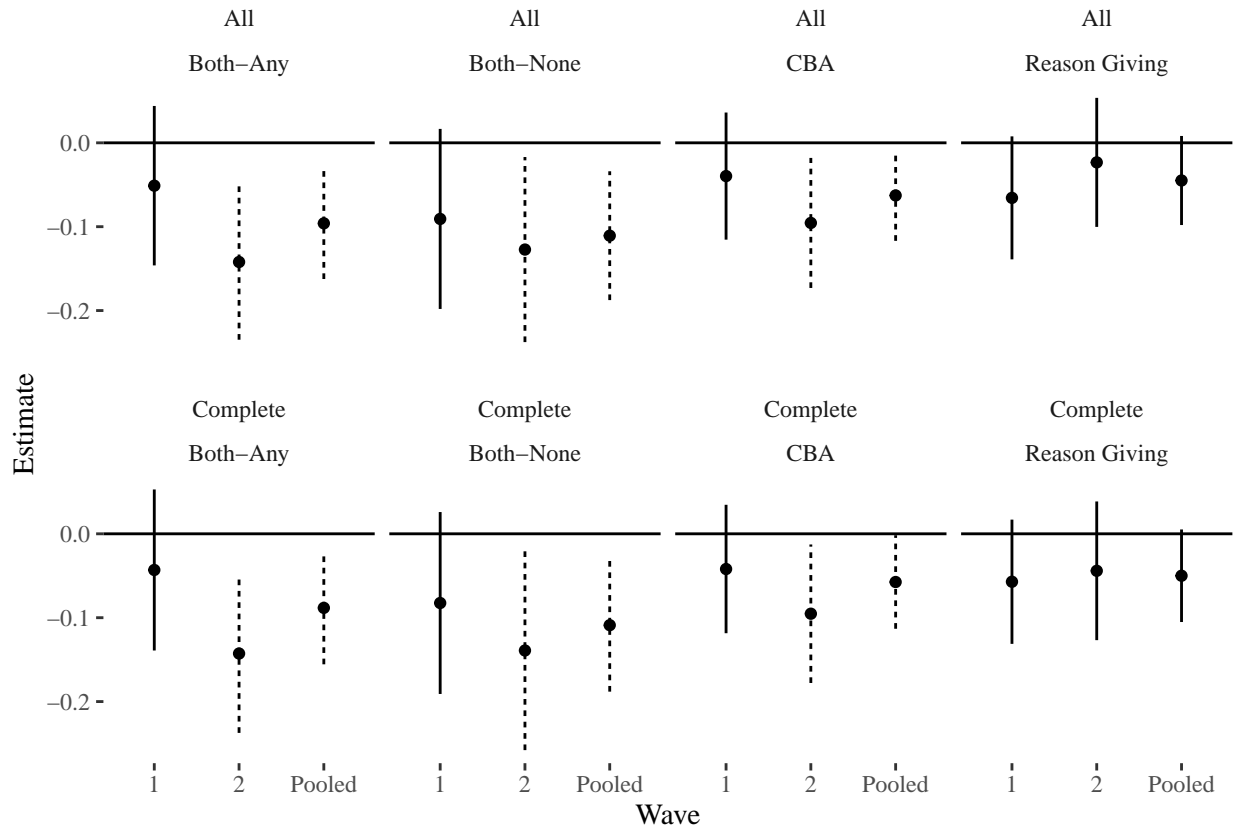 All All All All
Both−Any Both−None CBA Reason Giving
0.0
−0.1
−0.2
Complete Complete Complete Complete
Both−Any Both−None CBA Reason Giving
0.0
−0.1
−0.2
Estimate
1 2 Pooled 1 2 Pooled 1 2 Pooled 1 2 Pooled
Wave